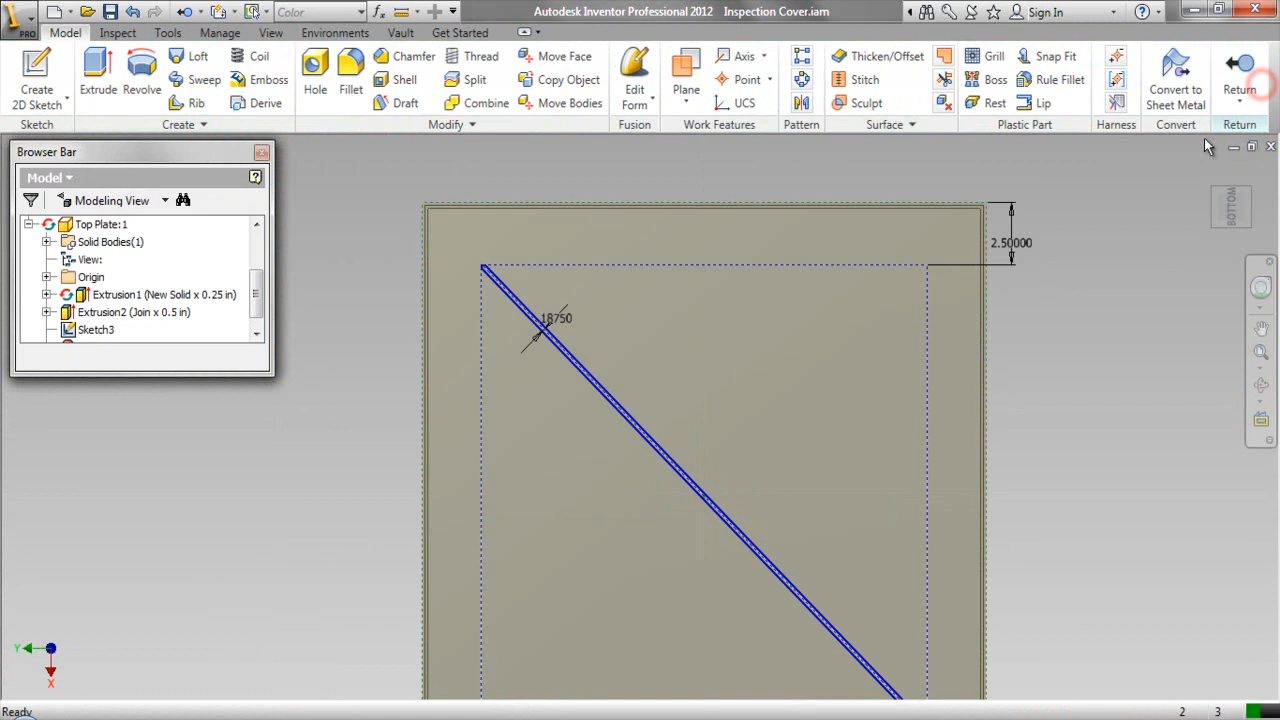 Color
Autodesk Inventor Professional 2012 Inspection Cover.iam
Sign In
PRO
Model Inspect Tools Manage View Environments Vault Get Started
Create
2D Sketch
Sketch
Extrude
Revolve
Loft
Sweep
Rib
Coil
Emboss
Derive
Create
Hole
Fillet
Chamfer
Shell
Draft
Thread
Split
Combine
Move Face
Copy Object
Move Bodies
Modify
Edit
Form
Fusion
Plane
Axis
Point
UCS
Work Features
Pattern
Thicken/Offset
Stitch
Sculpt
Surface
Grill
Boss
Rest
Snap Fit
Rule Fillet
Lip
Plastic Part
Harness
Convert to
Sheet Metal
Convert
Return
Return
Browser Bar
Model
Modeling View
Top Plate:1
Solid Bodies(1)
View:
Origin
Extrusion1 (New Solid x 0.25 in)
Extrusion2 (Join x 0.5 in)
Sketch3
BOTTOM
2.50000
18750
Y
X
Ready
2 3